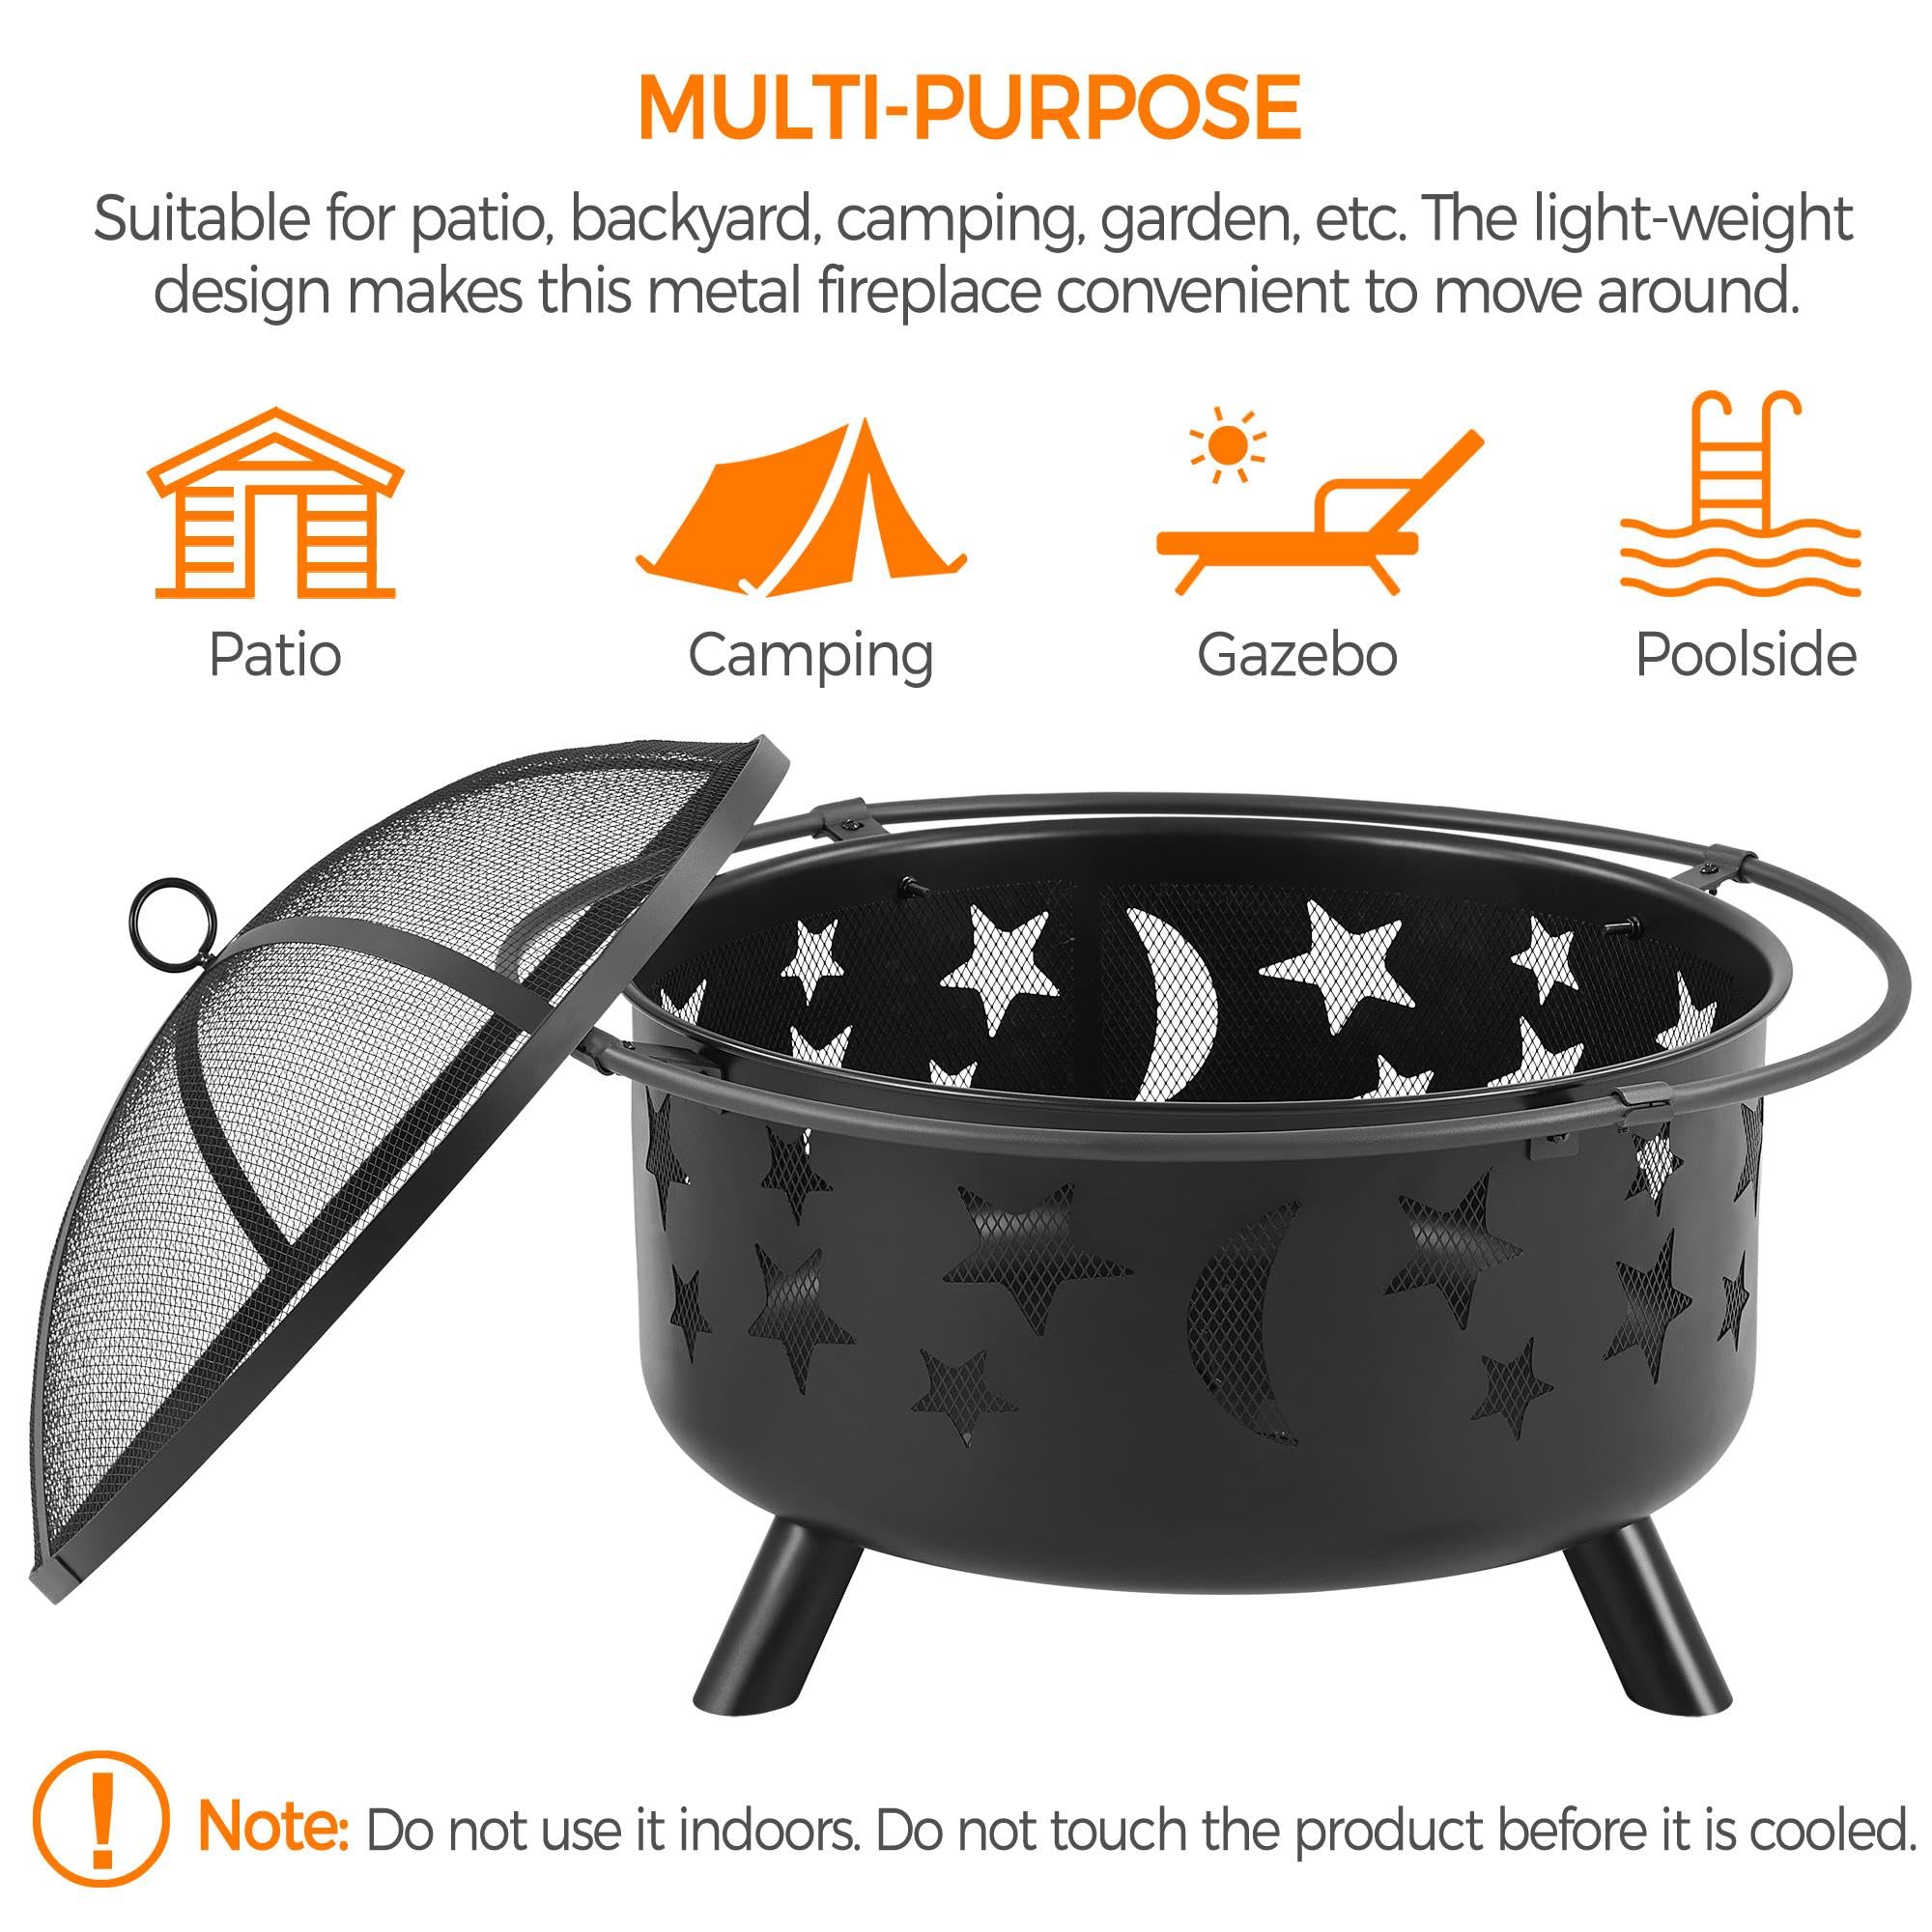 MULTI-PURPOSE
Suitable for patio, backyard, camping, garden, etc. The light-weight
design makes this metal fireplace convenient to move around.
Patio
Camping
Gazebo
Poolside
Note: Do not use it indoors. Do not touch the product before it is cooled.